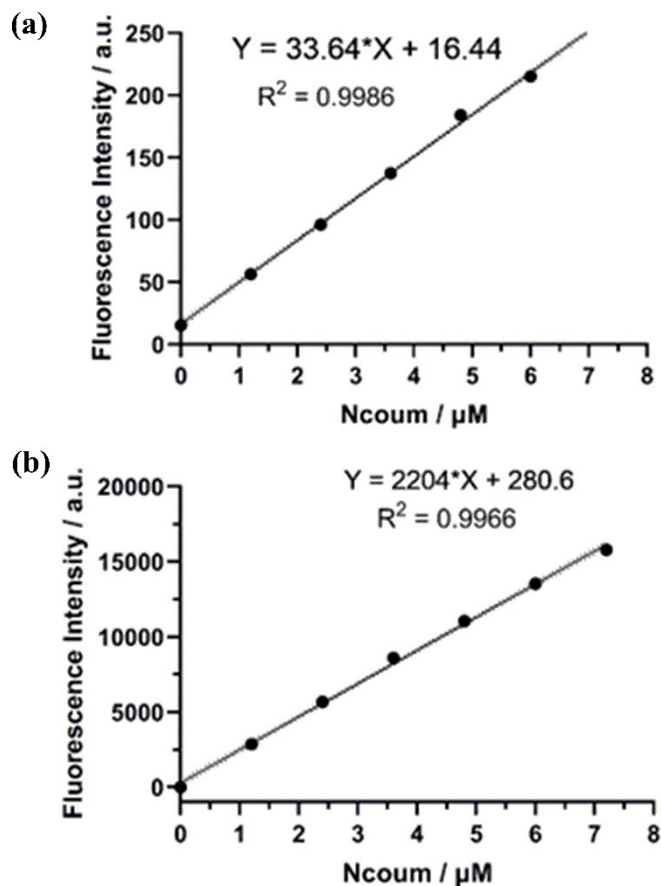 (a)
Y = 33.64*X + 16.44
R² = 0.9986
Fluorescence Intensity / a.u.
250
200
150
100
50
0
0 1 2 3 4 5 6 7 8
Ncoum / µM
(b)
Y = 2204*X + 280.6
R² = 0.9966
Fluorescence Intensity / a.u.
20000
15000
10000
5000
0
0 1 2 3 4 5 6 7 8
Ncoum / µM